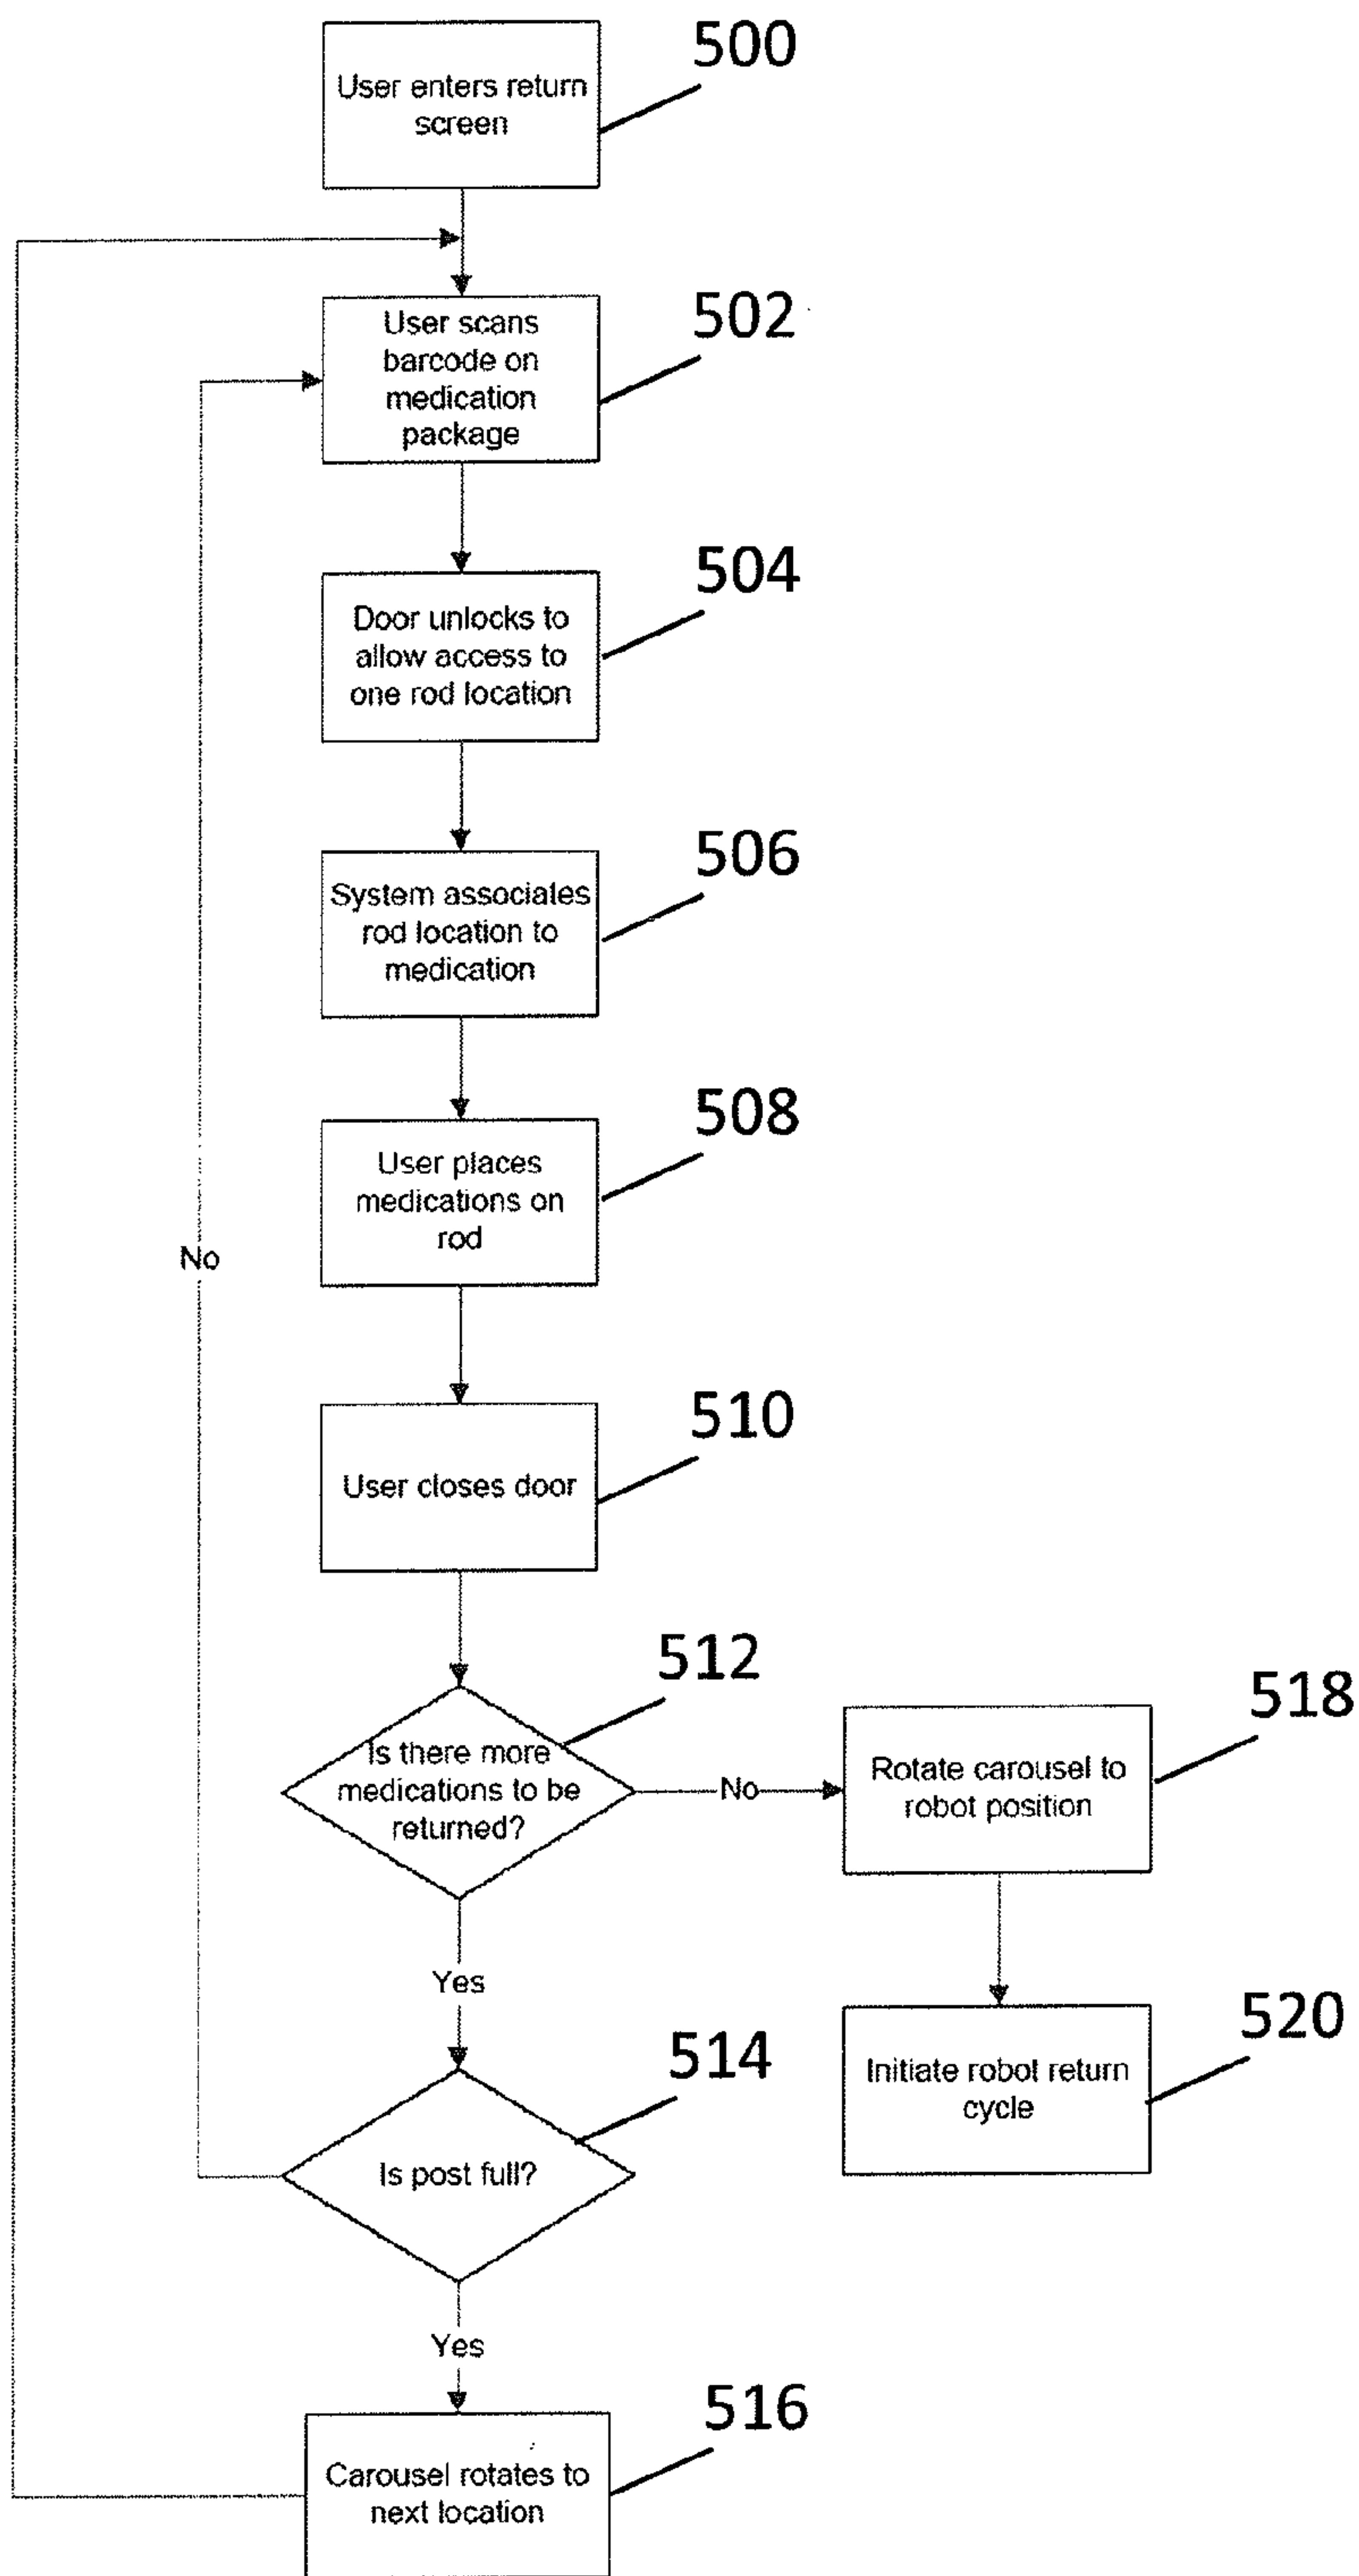 500
User enters return
screen
502
User scans
barcode on
medication
package
504
Door unlocks to
allow access to
one rod location
506
System associates
rod location to
medication
508
User places
medications on
rod
No
510
User closes door
512
Is there more
medications to be
returned?
No
518
Rotate carousel to
robot position
Yes
514
Is post full?
520
Initiate robot return
cycle
Yes
516
Carousel rotates to
next location